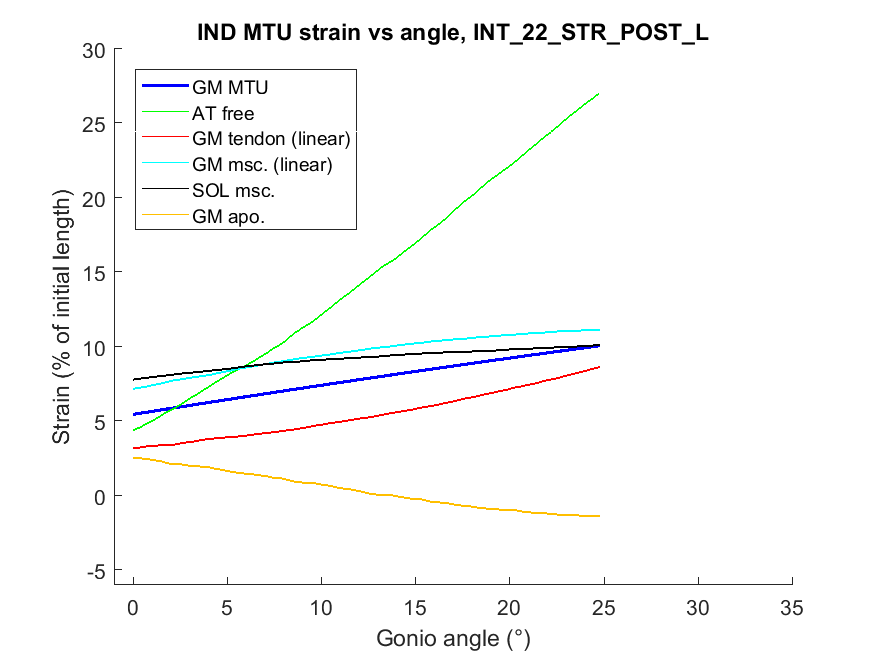 IND MTU strain vs angle, INT_22_STR_POST_L
30
25
20
15
10
5
0
-5
Strain (% of initial length)
GM MTU
AT free
GM tendon (linear)
GM msc. (linear)
SOL msc.
GM apo.
0 5 10 15 20 25 30 35
Gonio angle (°)